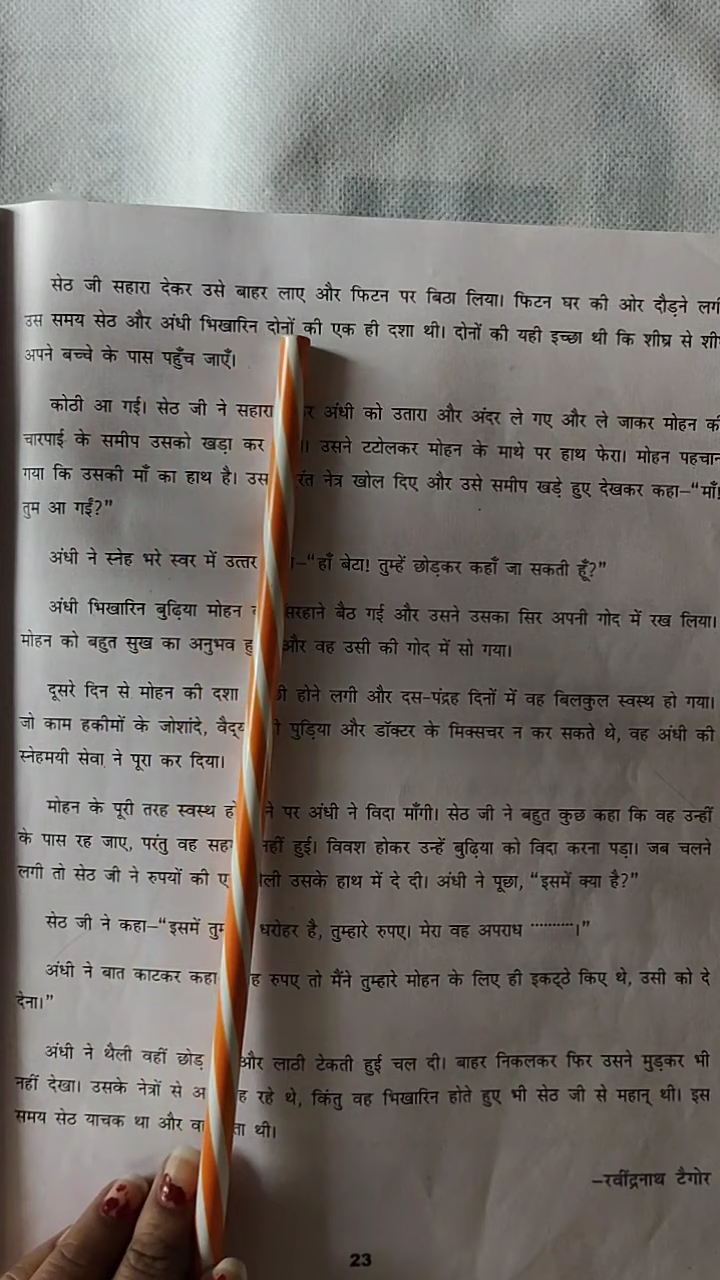 सेठ जी सहारा देकर उसे बाहर लाए और फिटन पर बिठा लिया। फिटन घर की ओर दौड़ने
उस समय सेठ और अंधी भिखारिन दोनों की एक ही दशा थी। दोनों की यही इच्छा थी कि शीघ्र से
अपने बच्चे के पास पहुँच जाएँ।
कोठी आ गई। सेठ जी ने सहारा अंधी को उतारा और अंदर ले गए और ले जाकर मोहन की
चारपाई के समीप उसको खड़ा कर उसने टटोलकर मोहन के माथे पर हाथ फेरा। मोहन पहचान
गया कि उसकी माँ का हाथ है। नेत्र खोल दिए और उसे समीप खड़े हुए देखकर कहा–“माँ!
तुम आ गईं?”
अंधी ने स्नेह भरे स्वर में उत्तर –“हाँ बेटा! तुम्हें छोड़कर कहाँ जा सकती हूँ?”
अंधी भिखारिन बुढ़िया मोहन सिरहाने बैठ गई और उसने उसका सिर अपनी गोद में रख लिया।
मोहन को बहुत सुख का अनुभव और वह उसी की गोद में सो गया।
दूसरे दिन से मोहन की दशा होने लगी और दस-पंद्रह दिनों में वह बिलकुल स्वस्थ हो गया।
जो काम हकीमों के जोशांदे, पुड़िया और डॉक्टर के मिक्सचर न कर सकते थे, वह अंधी की
स्नेहमयी सेवा ने पूरा कर दिया।
मोहन के पूरी तरह स्वस्थ पर अंधी ने विदा माँगी। सेठ जी ने बहुत कुछ कहा कि वह उन्हीं
के पास रह जाए, परंतु वह नहीं हुई। विवश होकर उन्हें बुढ़िया को विदा करना पड़ा। जब चलने
लगी तो सेठ जी ने रुपयों की उसके हाथ में दे दी। अंधी ने पूछा, “इसमें क्या है?”
सेठ जी ने कहा–“इसमें धरोहर है, तुम्हारे रुपए। मेरा वह अपराध ..........।”
अंधी ने बात काटकर कहा रुपए तो मैंने तुम्हारे मोहन के लिए ही इकट्ठे किए थे, उसी को दे
देना।”
अंधी ने थैली वहीं छोड़ और लाठी टेकती हुई चल दी। बाहर निकलकर फिर उसने मुड़कर भी
नहीं देखा। उसके नेत्रों से रहे थे, किंतु वह भिखारिन होते हुए भी सेठ जी से महान् थी। इस
समय सेठ याचक था और थी।
–रवींद्रनाथ टैगोर
23